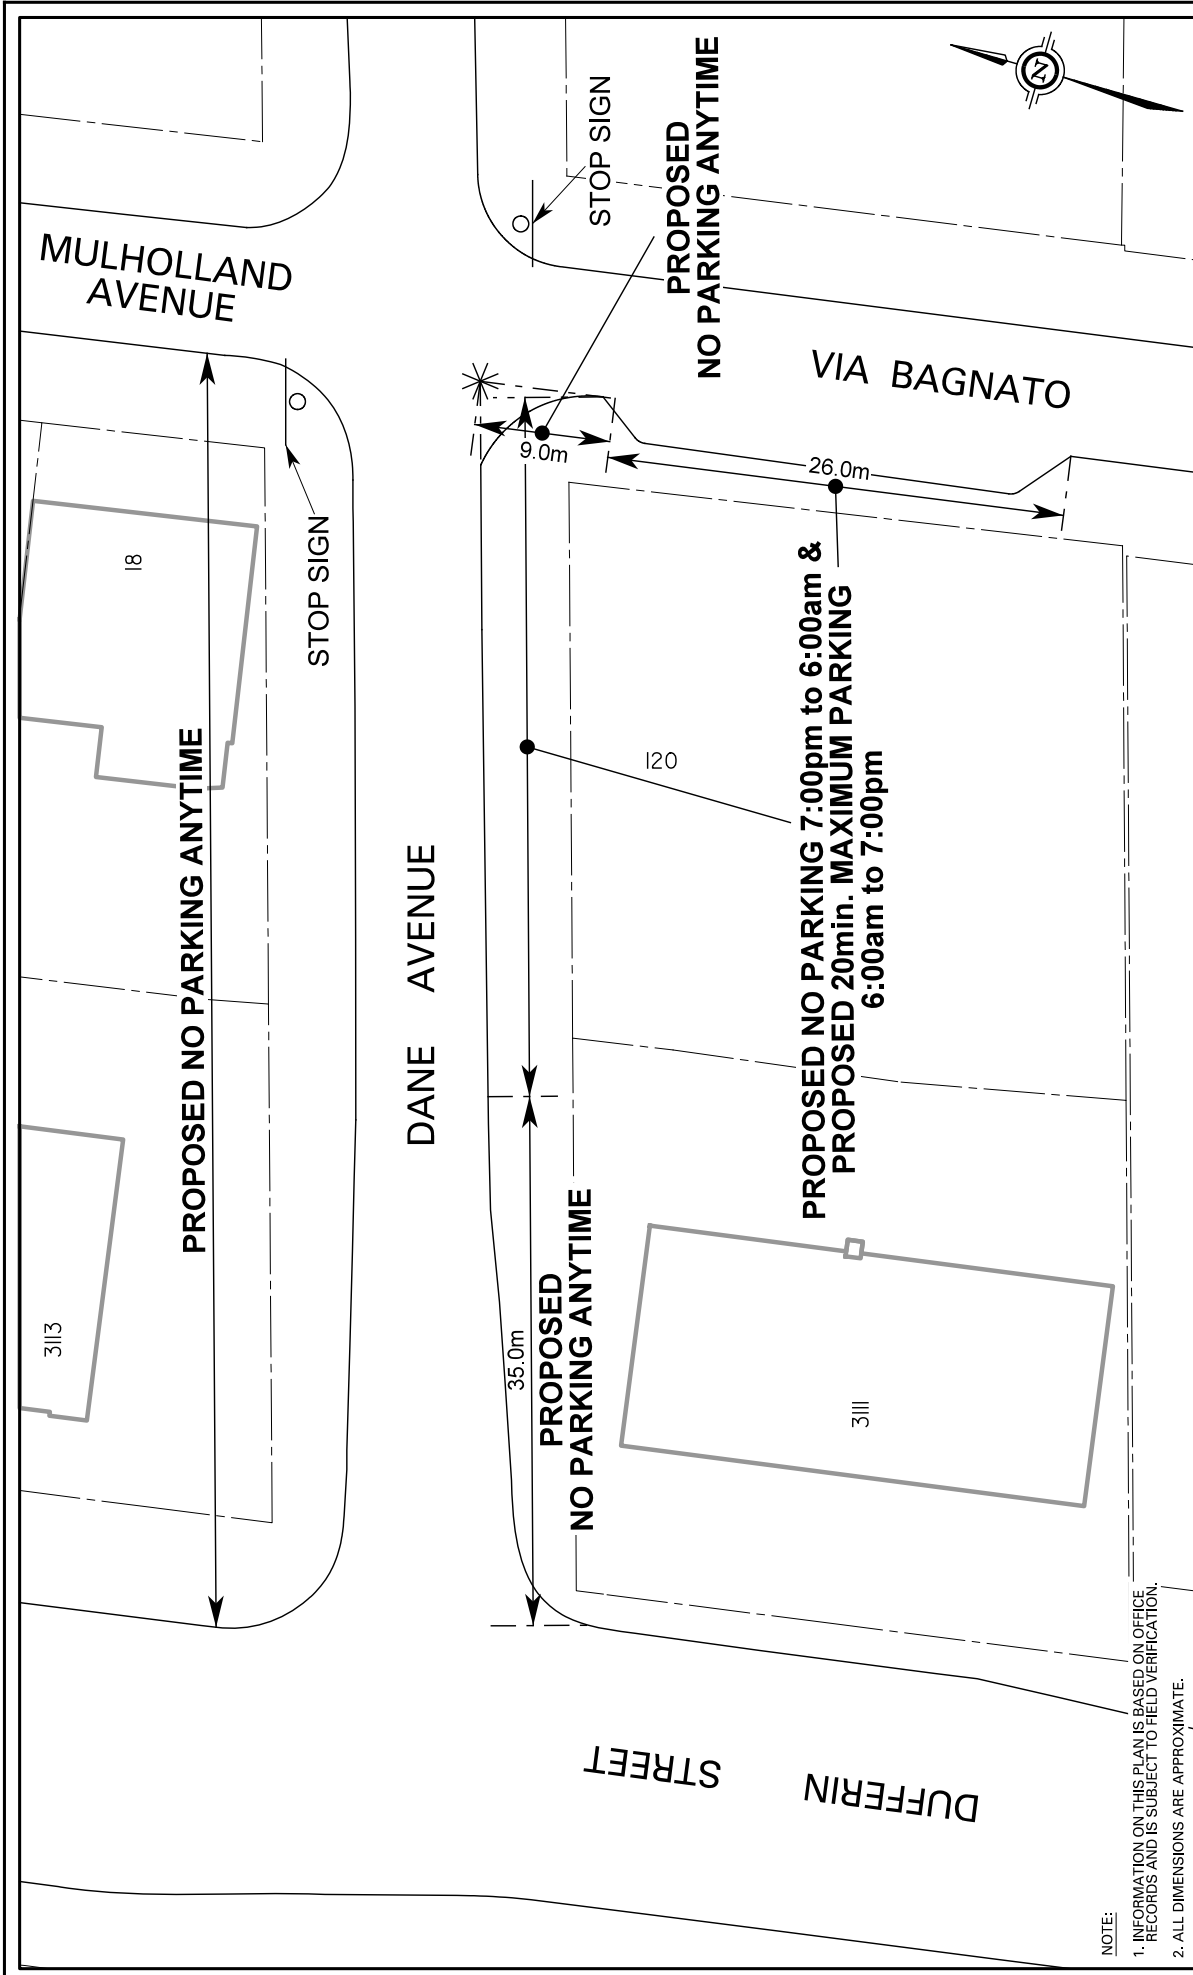 MULHOLLAND
AVENUE
STOP SIGN
PROPOSED
NO PARKING ANYTIME
N
VIA BAGNATO
9.0m
26.0m
18
STOP SIGN
PROPOSED NO PARKING ANYTIME
DANE AVENUE
120
PROPOSED NO PARKING 7:00pm to 6:00am &
PROPOSED 20min. MAXIMUM PARKING
6:00am to 7:00pm
3113
35.0m
PROPOSED
NO PARKING ANYTIME
3111
DUFFERIN STREET
NOTE:
1. INFORMATION ON THIS PLAN IS BASED ON OFFICE
RECORDS AND IS SUBJECT TO FIELD VERIFICATION.
2. ALL DIMENSIONS ARE APPROXIMATE.